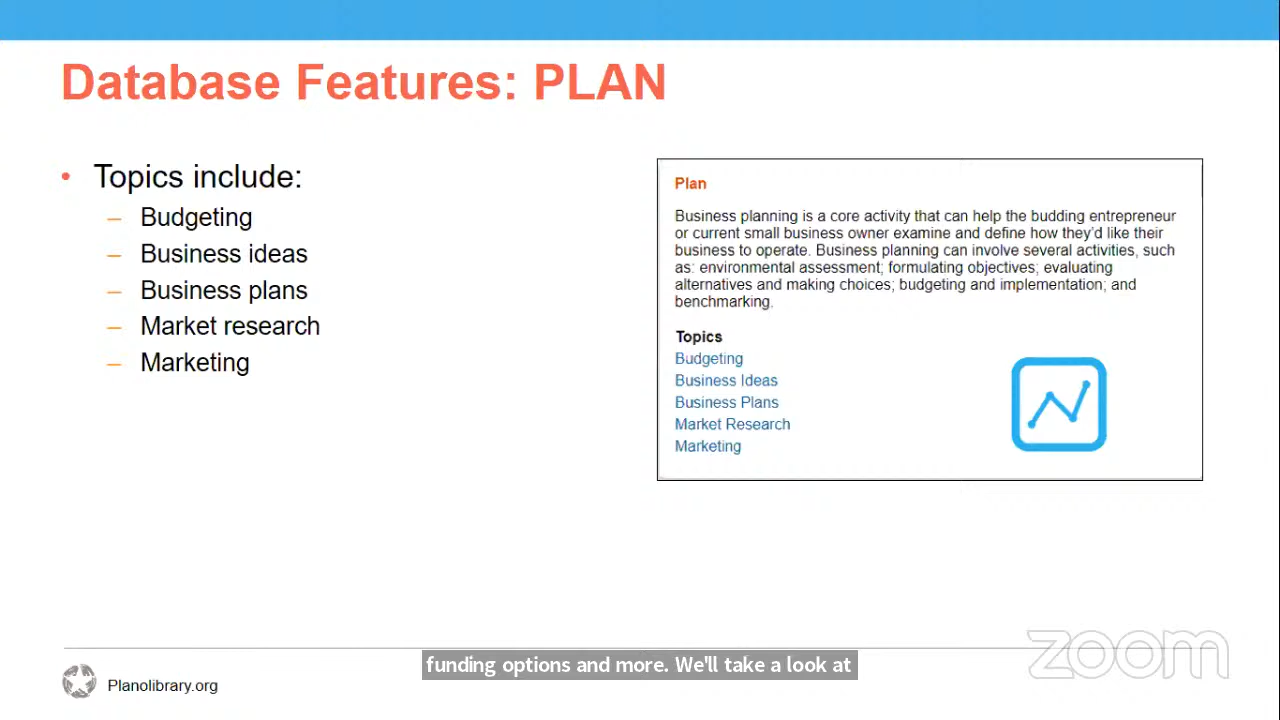 Database Features: PLAN
• Topics include:
– Budgeting
– Business ideas
– Business plans
– Market research
– Marketing
Plan
Business planning is a core activity that can help the budding entrepreneur
or current small business owner examine and define how they'd like their
business to operate. Business planning can involve several activities, such
as: environmental assessment; formulating objectives; evaluating
alternatives and making choices; budgeting and implementation; and
benchmarking.
Topics
Budgeting
Business Ideas
Business Plans
Market Research
Marketing
funding options and more. We'll take a look at
Planolibrary.org
zoom